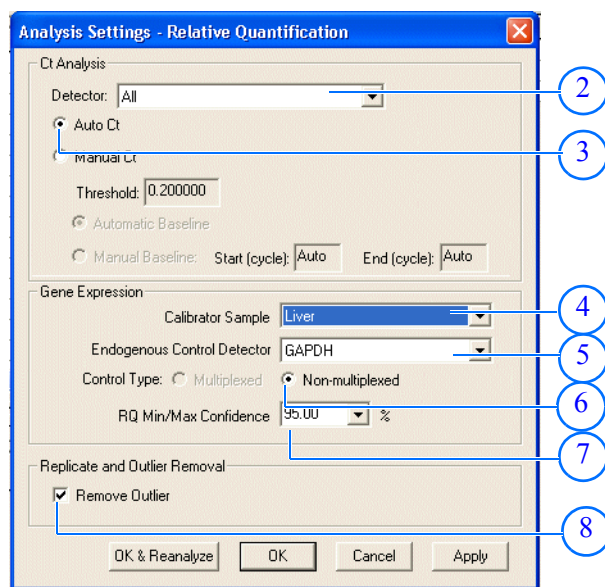 Analysis Settings - Relative Quantification
Ct Analysis
Detector: All
2
Auto Ct
3
Manual Ct
Threshold: 0.200000
Automatic Baseline
Manual Baseline: Start (cycle): Auto End (cycle): Auto
Gene Expression
Calibrator Sample Liver
4
Endogenous Control Detector GAPDH
5
Control Type: Multiplexed Non-multiplexed
6
RQ Min/Max Confidence 95.00 %
7
Replicate and Outlier Removal
Remove Outlier
8
OK & Reanalyze OK Cancel Apply